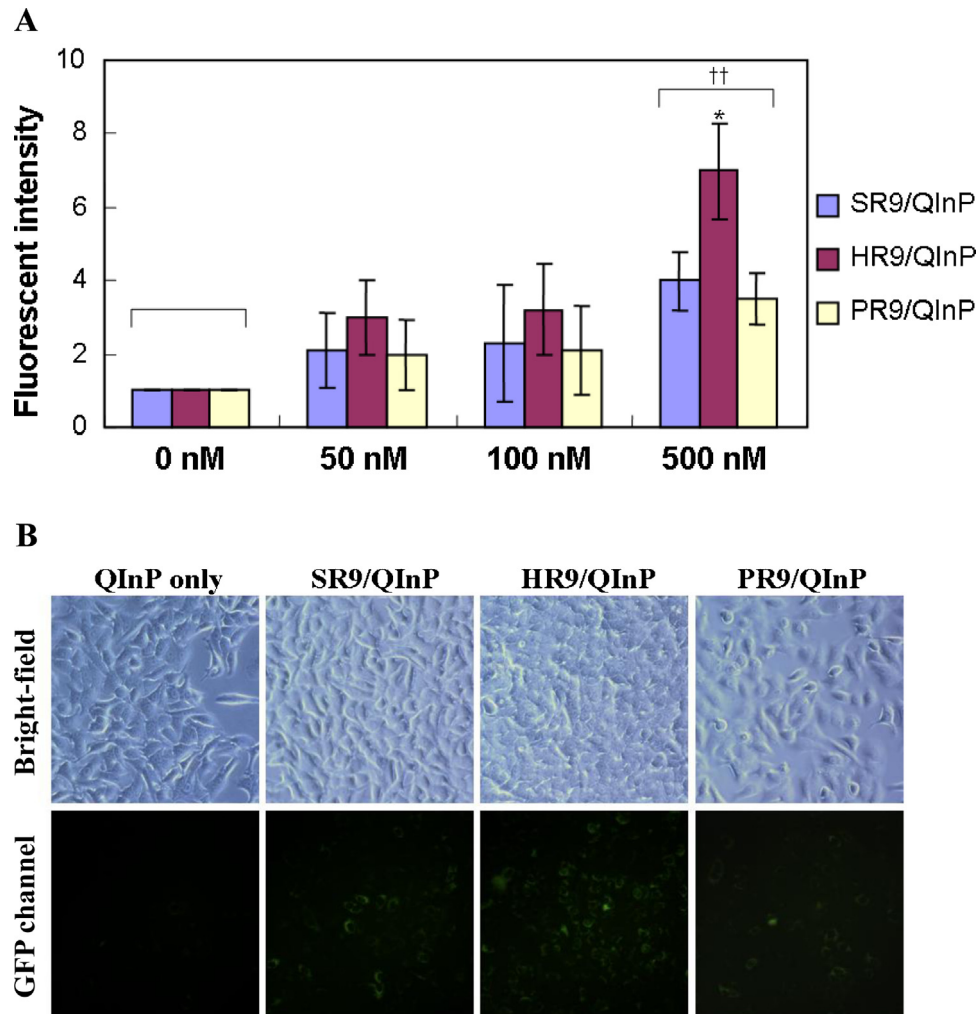 A
Fluorescent intensity
10
8
6
4
2
0
††
*
0 nM
50 nM
100 nM
500 nM
SR9/QInP
HR9/QInP
PR9/QInP
B
QInP only
SR9/QInP
HR9/QInP
PR9/QInP
Bright-field
GFP channel